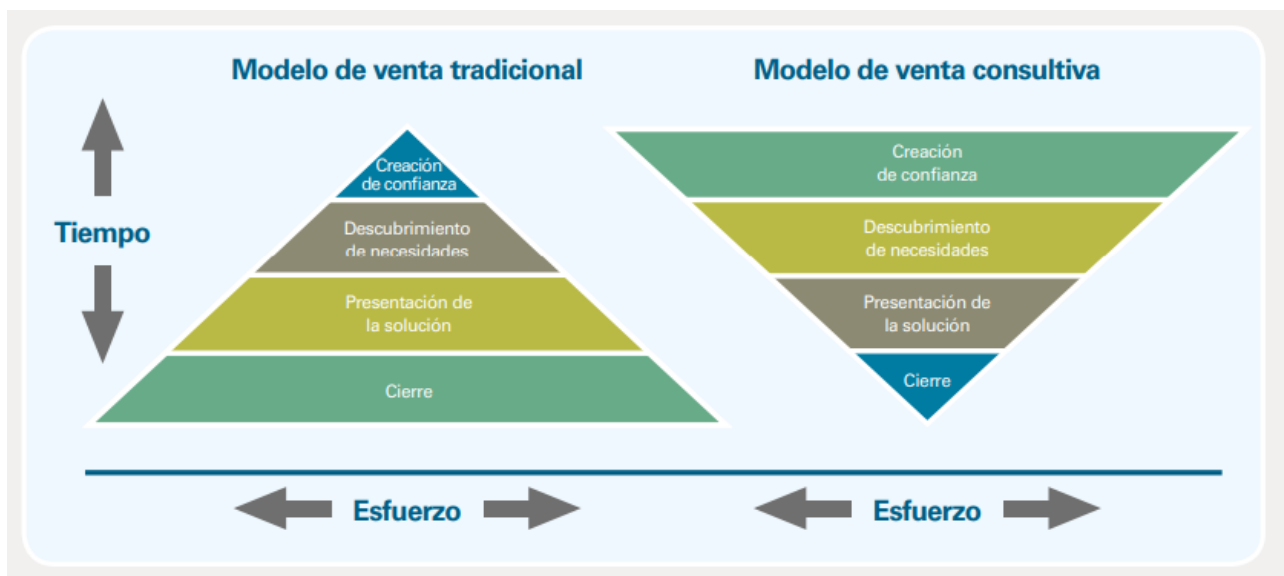 Modelo de venta tradicional
Modelo de venta consultiva
Tiempo
Creación
de confianza
Descubrimiento
de necesidades
Presentación de
la solución
Cierre
Creación
de confianza
Descubrimiento
de necesidades
Presentación de
la solución
Cierre
Esfuerzo
Esfuerzo